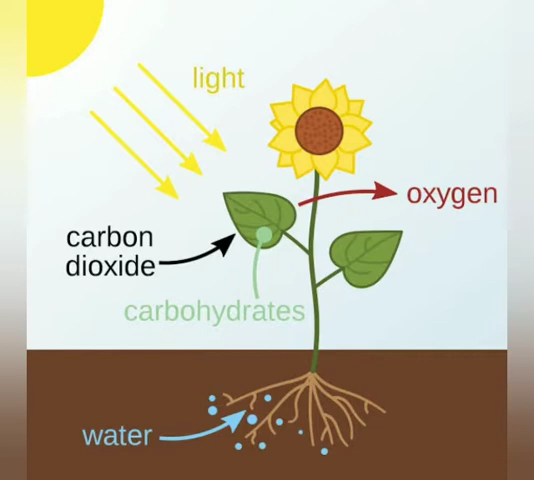 light
oxygen
carbon
dioxide
carbohydrates
water